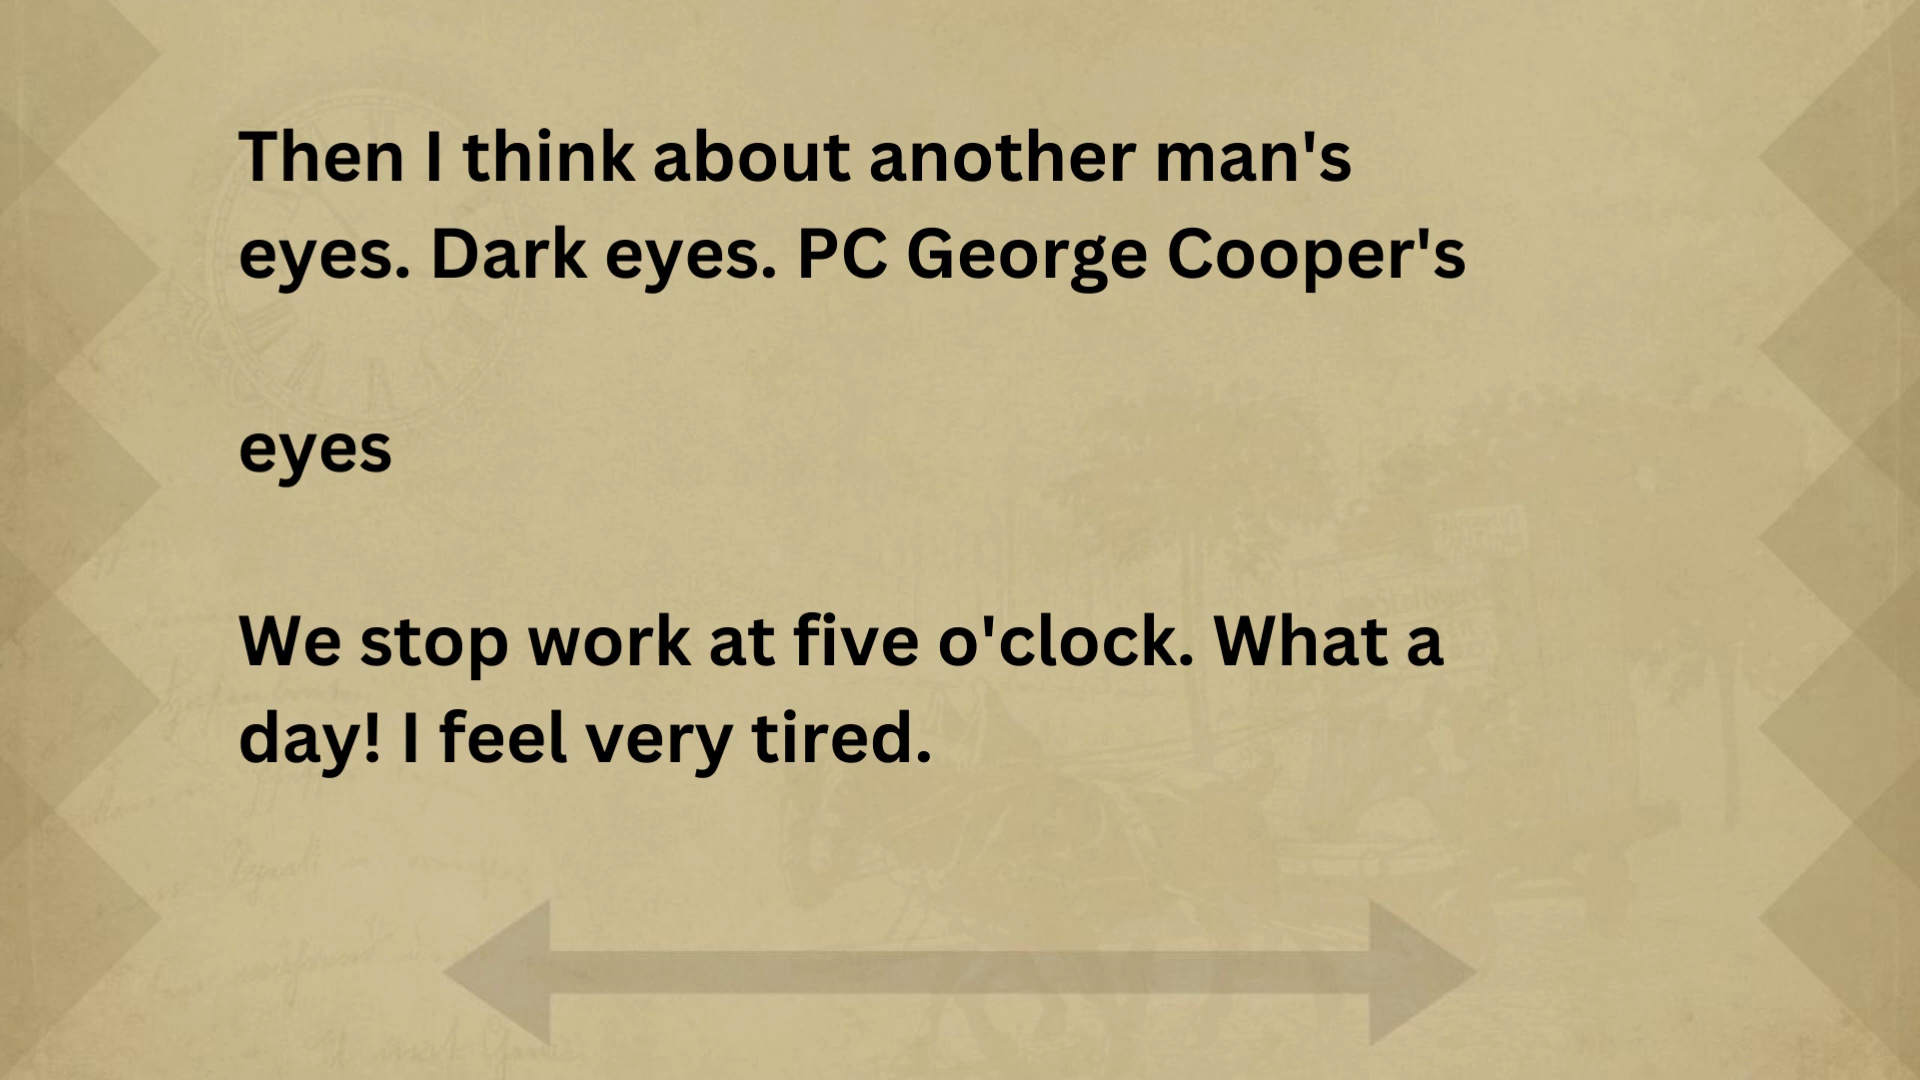 Then I think about another man's
eyes. Dark eyes. PC George Cooper's
eyes
We stop work at five o'clock. What a
day! I feel very tired.